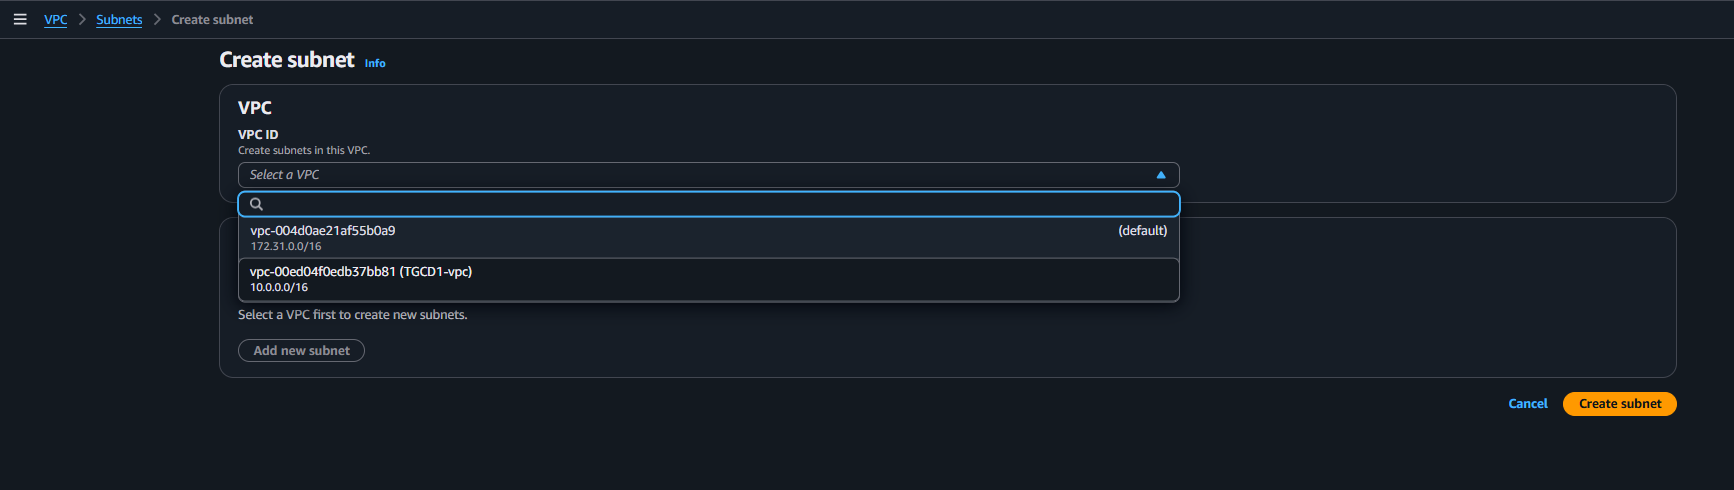 VPC > Subnets > Create subnet
Create subnet Info
VPC
VPC ID
Create subnets in this VPC.
Select a VPC
vpc-004d0ae21af55b0a9 (default)
172.31.0.0/16
vpc-00ed04f0edb37bb81 (TGCD1-vpc)
10.0.0.0/16
Select a VPC first to create new subnets.
Add new subnet
Cancel Create subnet